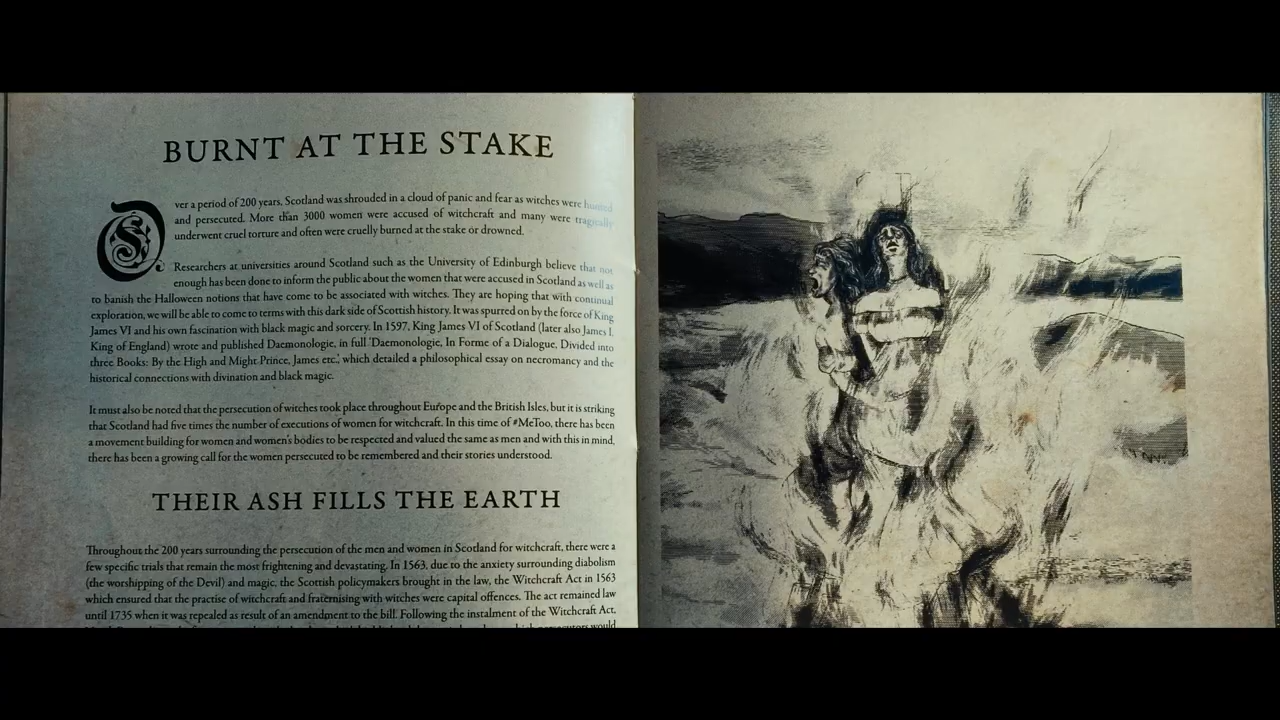 BURNT AT THE STAKE
Over a period of 200 years, Scotland was shrouded in a cloud of panic and fear as witches were hunted
and persecuted. More than 3000 women were accused of witchcraft and many were tragically
underwent cruel torture and often were cruelly burned at the stake or drowned.
Researchers at universities around Scotland such as the University of Edinburgh believe that not
enough has been done to inform the public about the women that were accused in Scotland as well as
to banish the Halloween notions that have come to be associated with witches. They are hoping that with continual
exploration, we will be able to come to terms with this dark side of Scottish history. It was spurred on by the force of King
James VI and his own fascination with black magic and sorcery. In 1597, King James VI of Scotland (later also James I,
King of England) wrote and published Daemonologie, in full 'Daemonologie, In Forme of a Dialogue, Divided into
three Books: By the High and Might Prince, James etc.', which detailed a philosophical essay on necromancy and the
historical connections with divination and black magic.
It must also be noted that the persecution of witches took place throughout Europe and the British Isles, but it is striking
that Scotland had five times the number of executions of women for witchcraft. In this time of #MeToo, there has been
a movement building for women and women's bodies to be respected and valued the same as men and with this in mind,
there has been a growing call for the women persecuted to be remembered and their stories understood.
THEIR ASH FILLS THE EARTH
Throughout the 200 years surrounding the persecution of the men and women in Scotland for witchcraft, there were a
few specific trials that remain the most frightening and devastating. In 1563, due to the anxiety surrounding diabolism
(the worshipping of the Devil) and magic, the Scottish policymakers brought in the law, the Witchcraft Act in 1563
which ensured that the practise of witchcraft and fraternising with witches were capital offences. The act remained law
until 1735 when it was repealed as result of an amendment to the bill. Following the instalment of the Witchcraft Act,